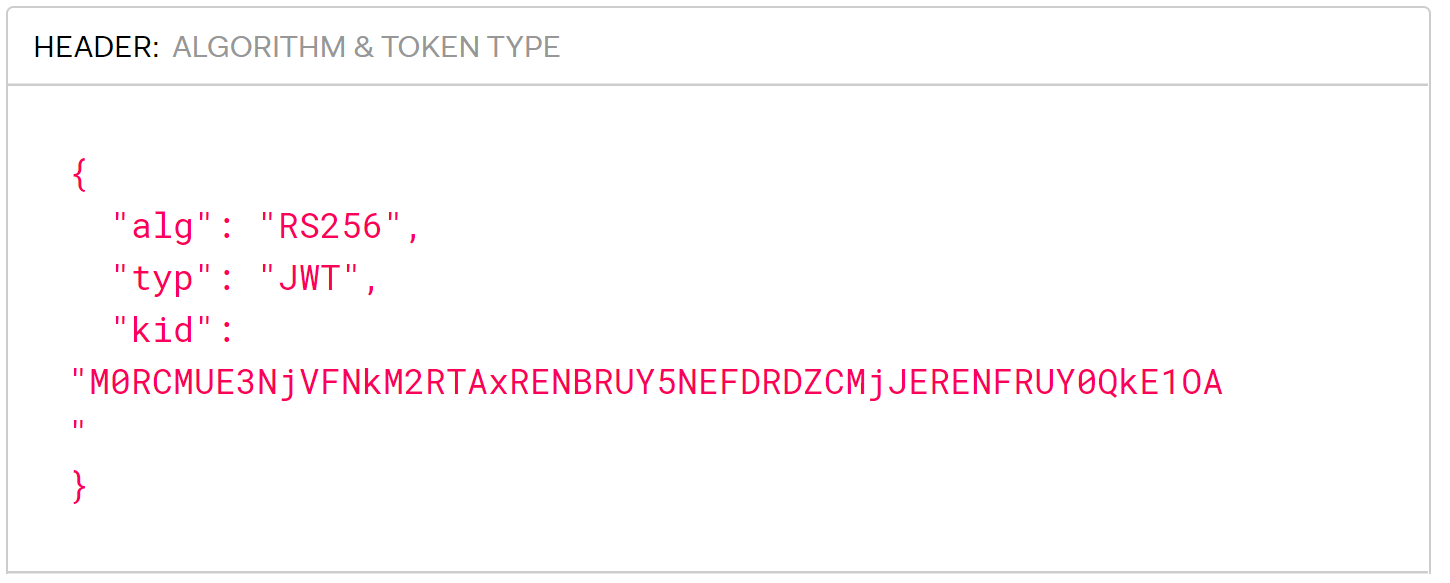 HEADER: ALGORITHM & TOKEN TYPE
{
"alg": "RS256",
"typ": "JWT",
"kid":
"M0RCMUE3NjVFNkM2RTAxRENBRUY5NEFDRDZCMjJERENFRUY0QkE1OA
"
}